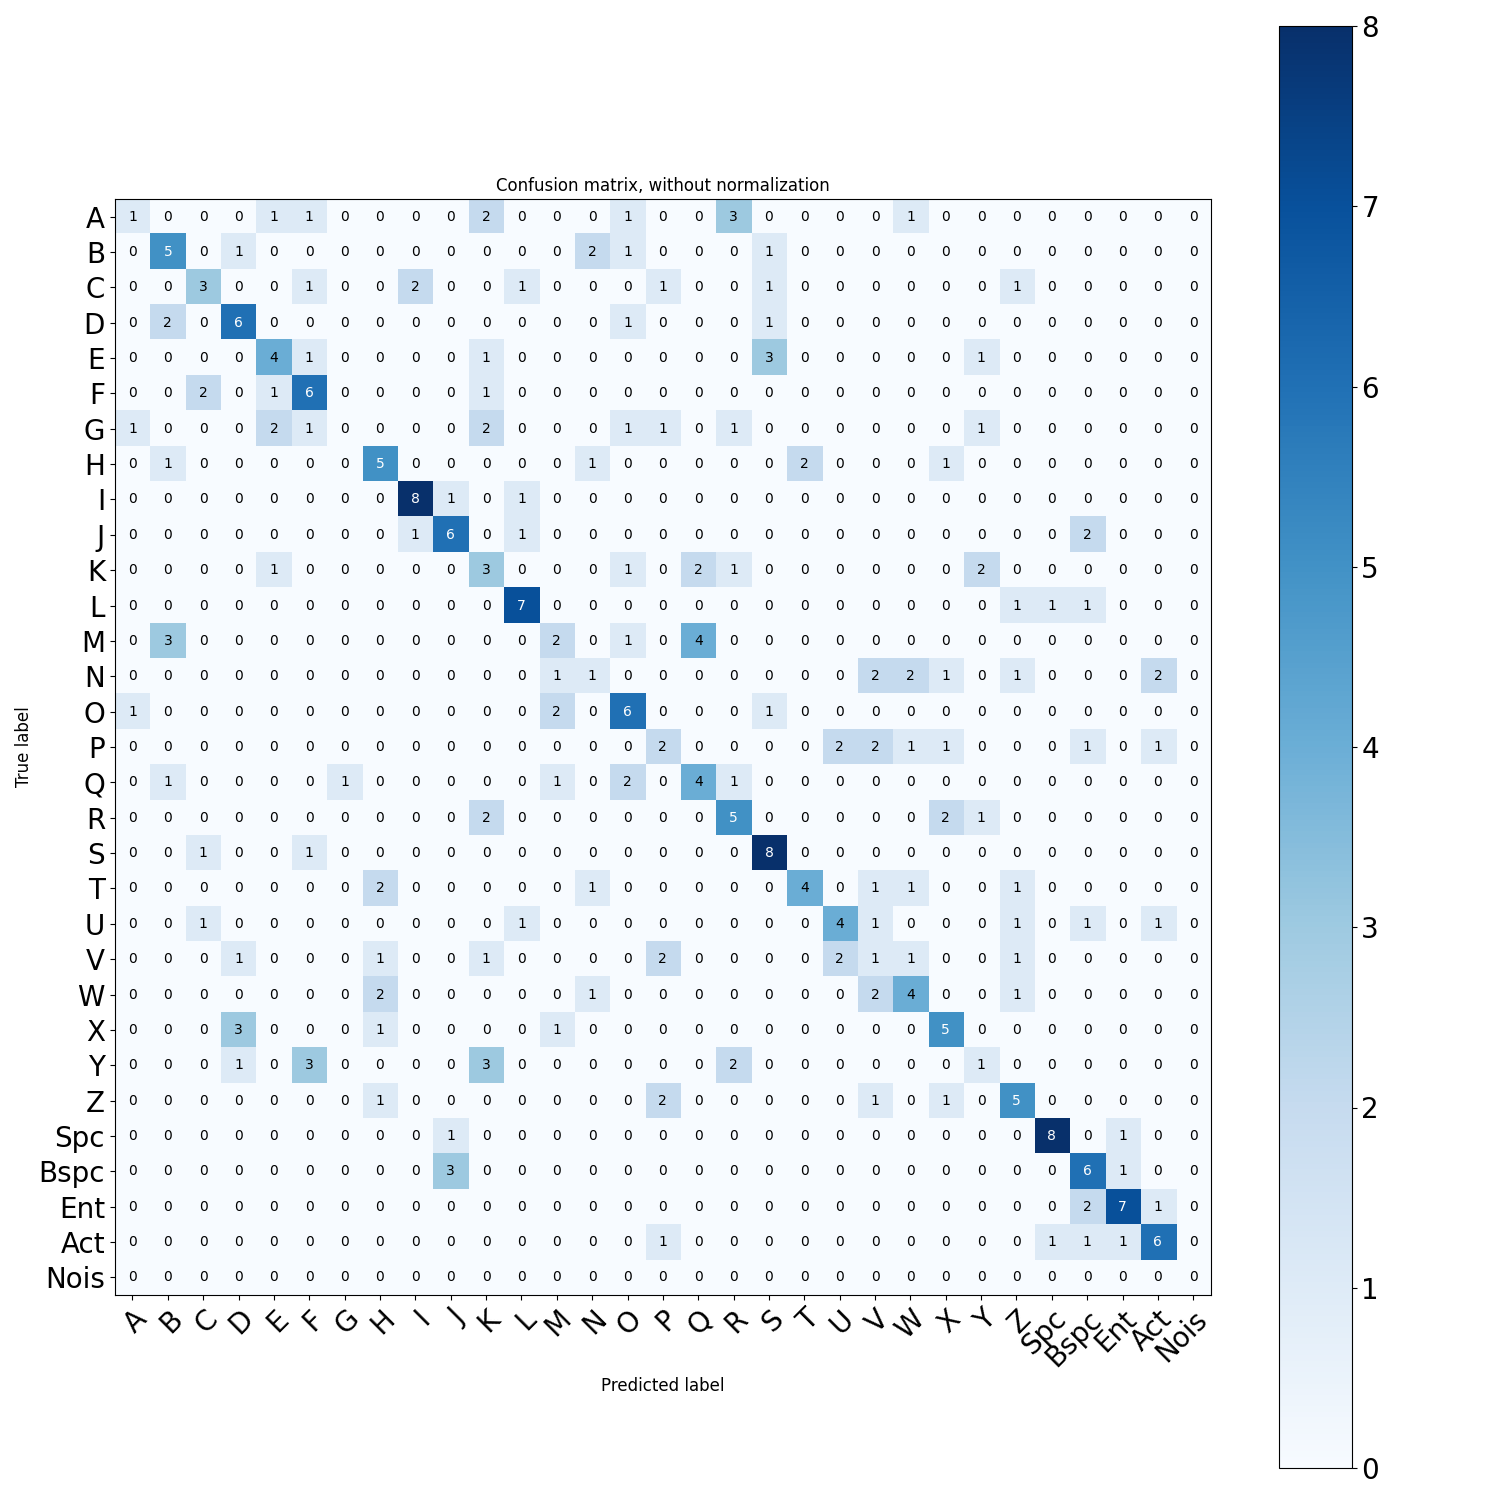 Confusion matrix, without normalization
A 1 0 0 0 1 1 0 0 0 0 2 0 0 0 1 0 0 3 0 0 0 0 1 0 0 0 0 0 0 0 0
B 0 5 0 1 0 0 0 0 0 0 0 0 0 2 1 0 0 0 1 0 0 0 0 0 0 0 0 0 0 0 0
C 0 0 3 0 0 1 0 0 2 0 0 1 0 0 0 1 0 0 1 0 0 0 0 0 0 1 0 0 0 0 0
D 0 2 0 6 0 0 0 0 0 0 0 0 0 0 1 0 0 0 1 0 0 0 0 0 0 0 0 0 0 0 0
E 0 0 0 0 4 1 0 0 0 0 1 0 0 0 0 0 0 0 3 0 0 0 0 0 1 0 0 0 0 0 0
F 0 0 2 0 1 6 0 0 0 0 1 0 0 0 0 0 0 0 0 0 0 0 0 0 0 0 0 0 0 0 0
G 1 0 0 0 2 1 0 0 0 0 2 0 0 0 1 1 0 1 0 0 0 0 0 0 1 0 0 0 0 0 0
H 0 1 0 0 0 0 0 5 0 0 0 0 0 1 0 0 0 0 0 2 0 0 0 1 0 0 0 0 0 0 0
I 0 0 0 0 0 0 0 0 8 1 0 1 0 0 0 0 0 0 0 0 0 0 0 0 0 0 0 0 0 0 0
J 0 0 0 0 0 0 0 0 1 6 0 1 0 0 0 0 0 0 0 0 0 0 0 0 0 0 0 2 0 0 0
K 0 0 0 0 1 0 0 0 0 0 3 0 0 0 1 0 2 1 0 0 0 0 0 0 2 0 0 0 0 0 0
L 0 0 0 0 0 0 0 0 0 0 0 7 0 0 0 0 0 0 0 0 0 0 0 0 0 1 1 1 0 0 0
M 0 3 0 0 0 0 0 0 0 0 0 0 2 0 1 0 4 0 0 0 0 0 0 0 0 0 0 0 0 0 0
N 0 0 0 0 0 0 0 0 0 0 0 0 1 1 0 0 0 0 0 0 0 2 2 1 0 1 0 0 0 2 0
O 1 0 0 0 0 0 0 0 0 0 0 0 2 0 6 0 0 0 1 0 0 0 0 0 0 0 0 0 0 0 0
P 0 0 0 0 0 0 0 0 0 0 0 0 0 0 0 2 0 0 0 0 2 2 1 1 0 0 0 1 0 1 0
Q 0 1 0 0 0 0 1 0 0 0 0 0 1 0 2 0 4 1 0 0 0 0 0 0 0 0 0 0 0 0 0
R 0 0 0 0 0 0 0 0 0 0 2 0 0 0 0 0 0 5 0 0 0 0 0 2 1 0 0 0 0 0 0
S 0 0 1 0 0 1 0 0 0 0 0 0 0 0 0 0 0 0 8 0 0 0 0 0 0 0 0 0 0 0 0
T 0 0 0 0 0 0 0 2 0 0 0 0 0 1 0 0 0 0 0 4 0 1 1 0 0 1 0 0 0 0 0
U 0 0 1 0 0 0 0 0 0 0 0 1 0 0 0 0 0 0 0 0 4 1 0 0 0 1 0 1 0 1 0
V 0 0 0 1 0 0 0 1 0 0 1 0 0 0 0 2 0 0 0 0 2 1 1 0 0 1 0 0 0 0 0
W 0 0 0 0 0 0 0 2 0 0 0 0 0 1 0 0 0 0 0 0 0 2 4 0 0 1 0 0 0 0 0
X 0 0 0 3 0 0 0 1 0 0 0 0 1 0 0 0 0 0 0 0 0 0 0 5 0 0 0 0 0 0 0
Y 0 0 0 1 0 3 0 0 0 0 3 0 0 0 0 0 0 2 0 0 0 0 0 0 1 0 0 0 0 0 0
Z 0 0 0 0 0 0 0 1 0 0 0 0 0 0 0 2 0 0 0 0 0 1 0 1 0 5 0 0 0 0 0
Spc 0 0 0 0 0 0 0 0 0 1 0 0 0 0 0 0 0 0 0 0 0 0 0 0 0 0 8 0 1 0 0
Bspc 0 0 0 0 0 0 0 0 0 3 0 0 0 0 0 0 0 0 0 0 0 0 0 0 0 0 0 6 1 0 0
Ent 0 0 0 0 0 0 0 0 0 0 0 0 0 0 0 0 0 0 0 0 0 0 0 0 0 0 0 2 7 1 0
Act 0 0 0 0 0 0 0 0 0 0 0 0 0 0 0 1 0 0 0 0 0 0 0 0 0 0 1 1 1 6 0
Nois 0 0 0 0 0 0 0 0 0 0 0 0 0 0 0 0 0 0 0 0 0 0 0 0 0 0 0 0 0 0 0
A B C D E F G H I J K L M N O P Q R S T U V W X Y Z Spc Bspc Ent Act Nois
Predicted label
True label
8
7
6
5
4
3
2
1
0